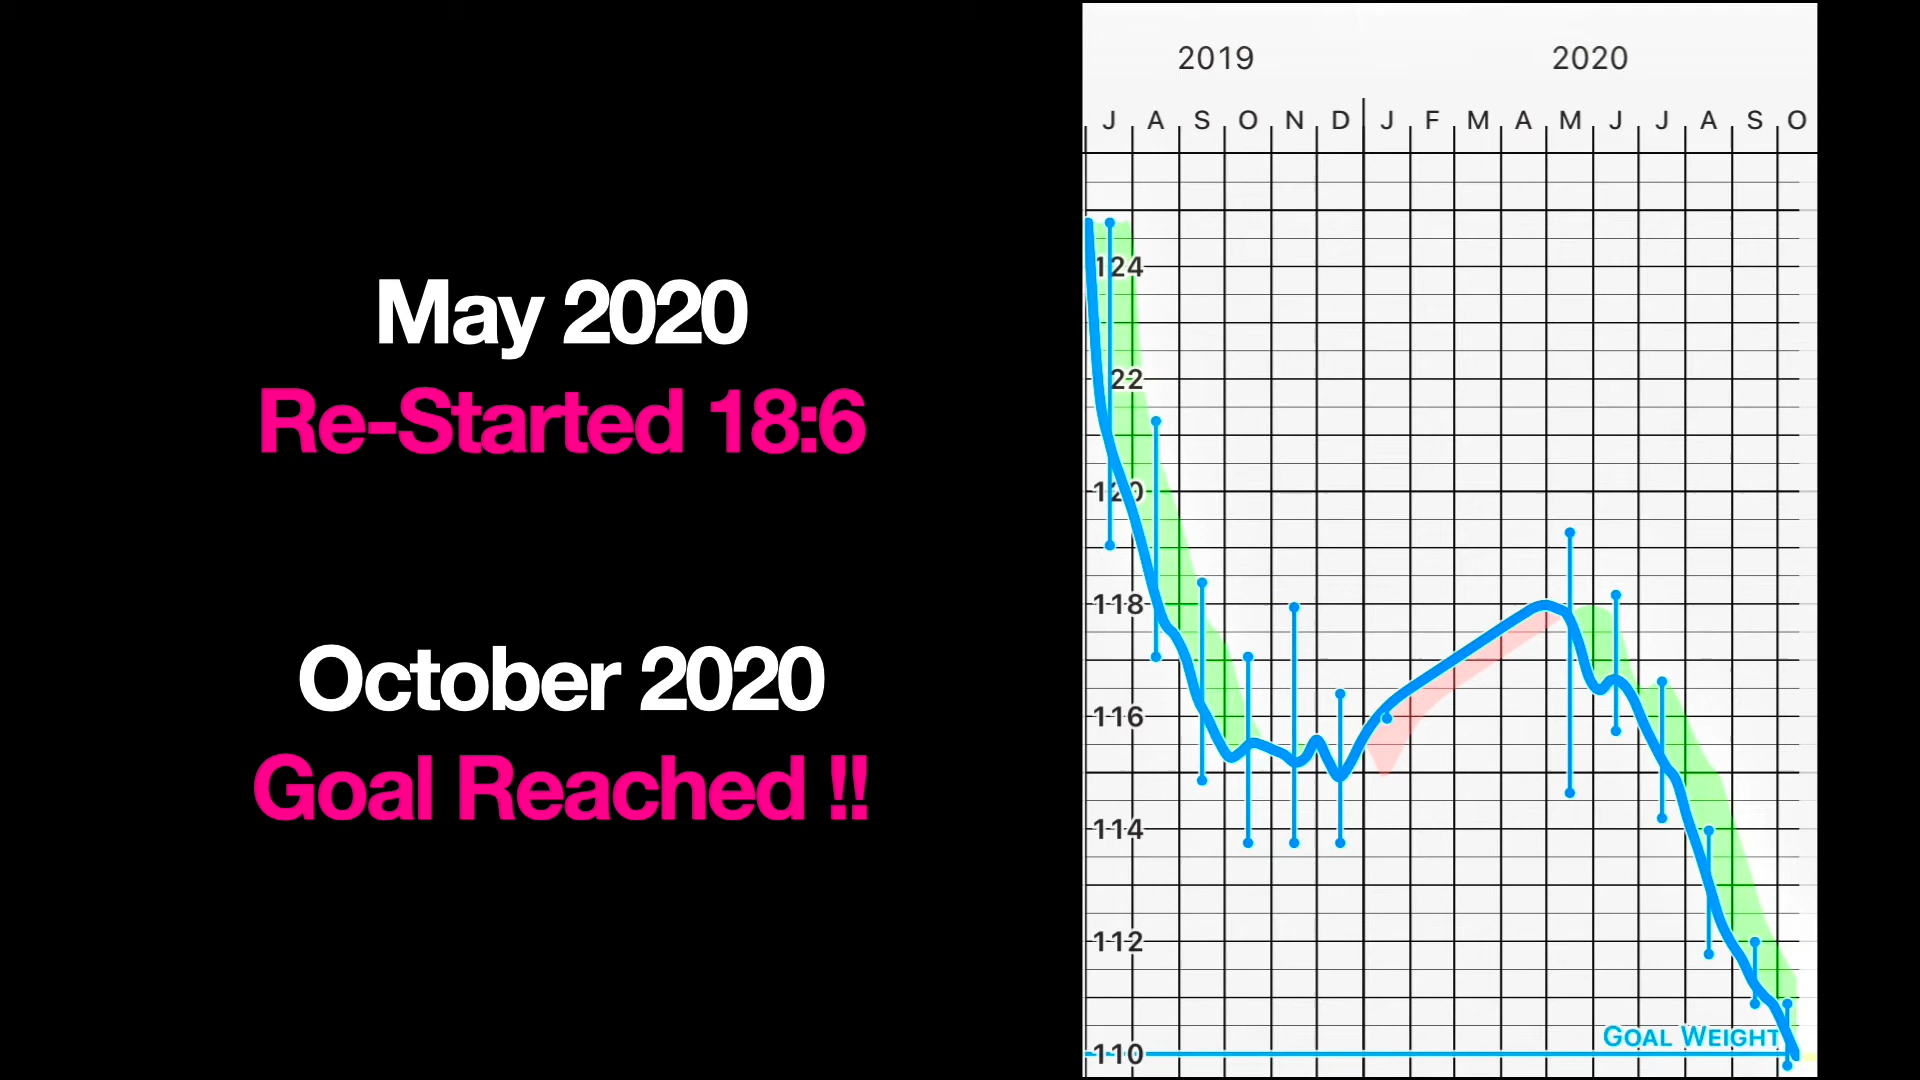 May 2020
Re-Started 18:6
October 2020
Goal Reached !!
2019 2020
J A S O N D J F M A M J J A S O
124
122
120
118
116
114
112
GOAL WEIGHT
110